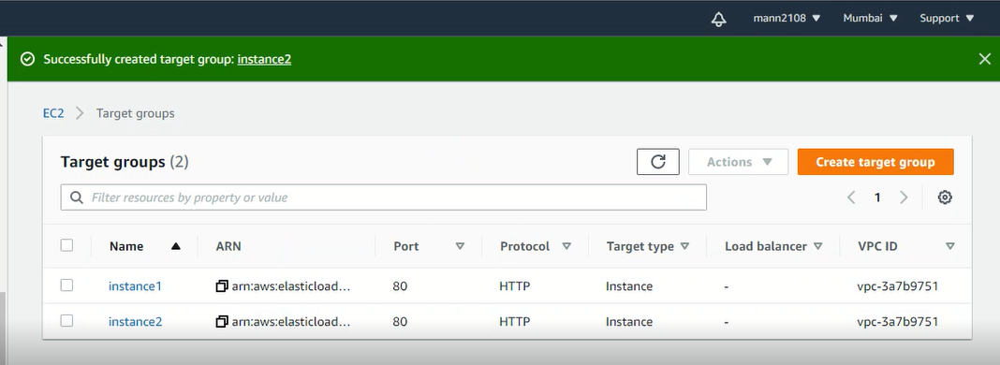 mann2108 Mumbai Support
Successfully created target group: instance2
EC2 Target groups
Target groups (2) Actions Create target group
Filter resources by property or value 1
Name ARN Port Protocol Target type Load balancer VPC ID
instance1 arn:aws:elasticload... 80 HTTP Instance - vpc-3a7b9751
instance2 arn:aws:elasticload... 80 HTTP Instance - vpc-3a7b9751